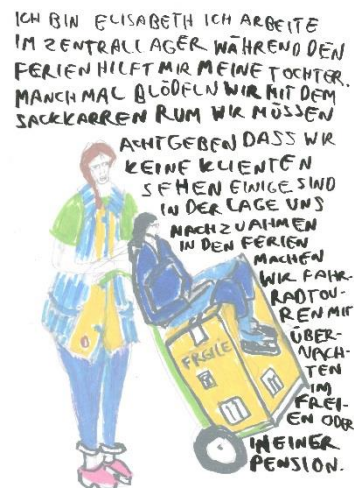 ICH BIN ELISABETH ICH ARBEITE
IM ZENTRALLAGER WÄHREND DEN
FERIEN HILFT MIR MEINE TOCHTER.
MANCHMAL BLÖDELN WIR MIT DEM
SACKKARREN RUM WIR MÜSSEN
ACHTGEBEN DASS WIR
KEINE KLIENTEN
SEHEN EINIGE SIND
IN DER LAGE UNS
NACHZUAHMEN
IN DEN FERIEN
MACHEN
WIR FAHR-
RADTOU-
REN MIT
ÜBER-
NACH-
TEN
IM
FREI-
EN ODER
IN EINER
PENSION.
FRGILE